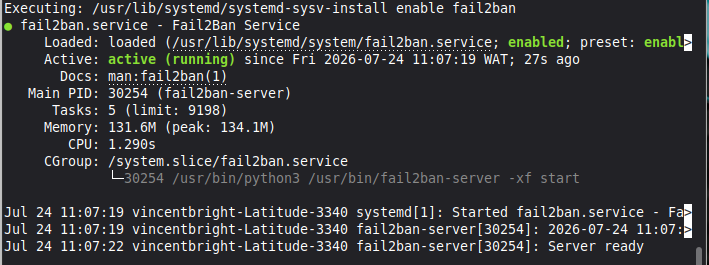 Executing: /usr/lib/systemd/systemd-sysv-install enable fail2ban
● fail2ban.service - Fail2Ban Service
     Loaded: loaded (/usr/lib/systemd/system/fail2ban.service; enabled; preset: enabl>
     Active: active (running) since Fri 2026-07-24 11:07:19 WAT; 27s ago
       Docs: man:fail2ban(1)
   Main PID: 30254 (fail2ban-server)
      Tasks: 5 (limit: 9198)
     Memory: 131.6M (peak: 134.1M)
        CPU: 1.290s
     CGroup: /system.slice/fail2ban.service
             └─30254 /usr/bin/python3 /usr/bin/fail2ban-server -xf start
Jul 24 11:07:19 vincentbright-Latitude-3340 systemd[1]: Started fail2ban.service - Fa>
Jul 24 11:07:19 vincentbright-Latitude-3340 fail2ban-server[30254]: 2026-07-24 11:07:>
Jul 24 11:07:22 vincentbright-Latitude-3340 fail2ban-server[30254]: Server ready